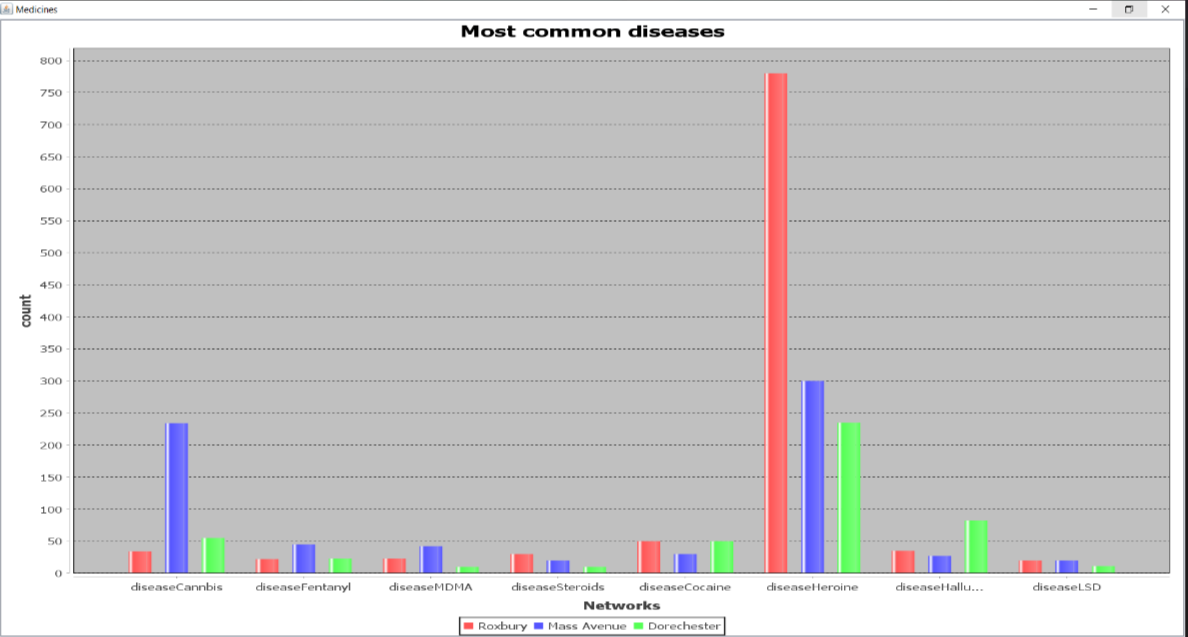 Medicines
Most common diseases
800
750
700
650
600
550
500
450
400
350
300
250
200
150
100
50
0
count
diseaseCannbis diseaseFentanyl diseaseMDMA diseaseSteroids diseaseCocaine diseaseHeroine diseaseHallu... diseaseLSD
Networks
Roxbury Mass Avenue Dorechester